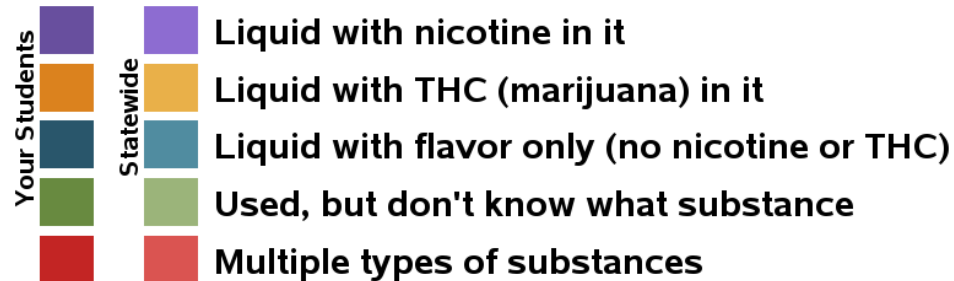 Your Students
Statewide
Liquid with nicotine in it
Liquid with THC (marijuana) in it
Liquid with flavor only (no nicotine or THC)
Used, but don't know what substance
Multiple types of substances